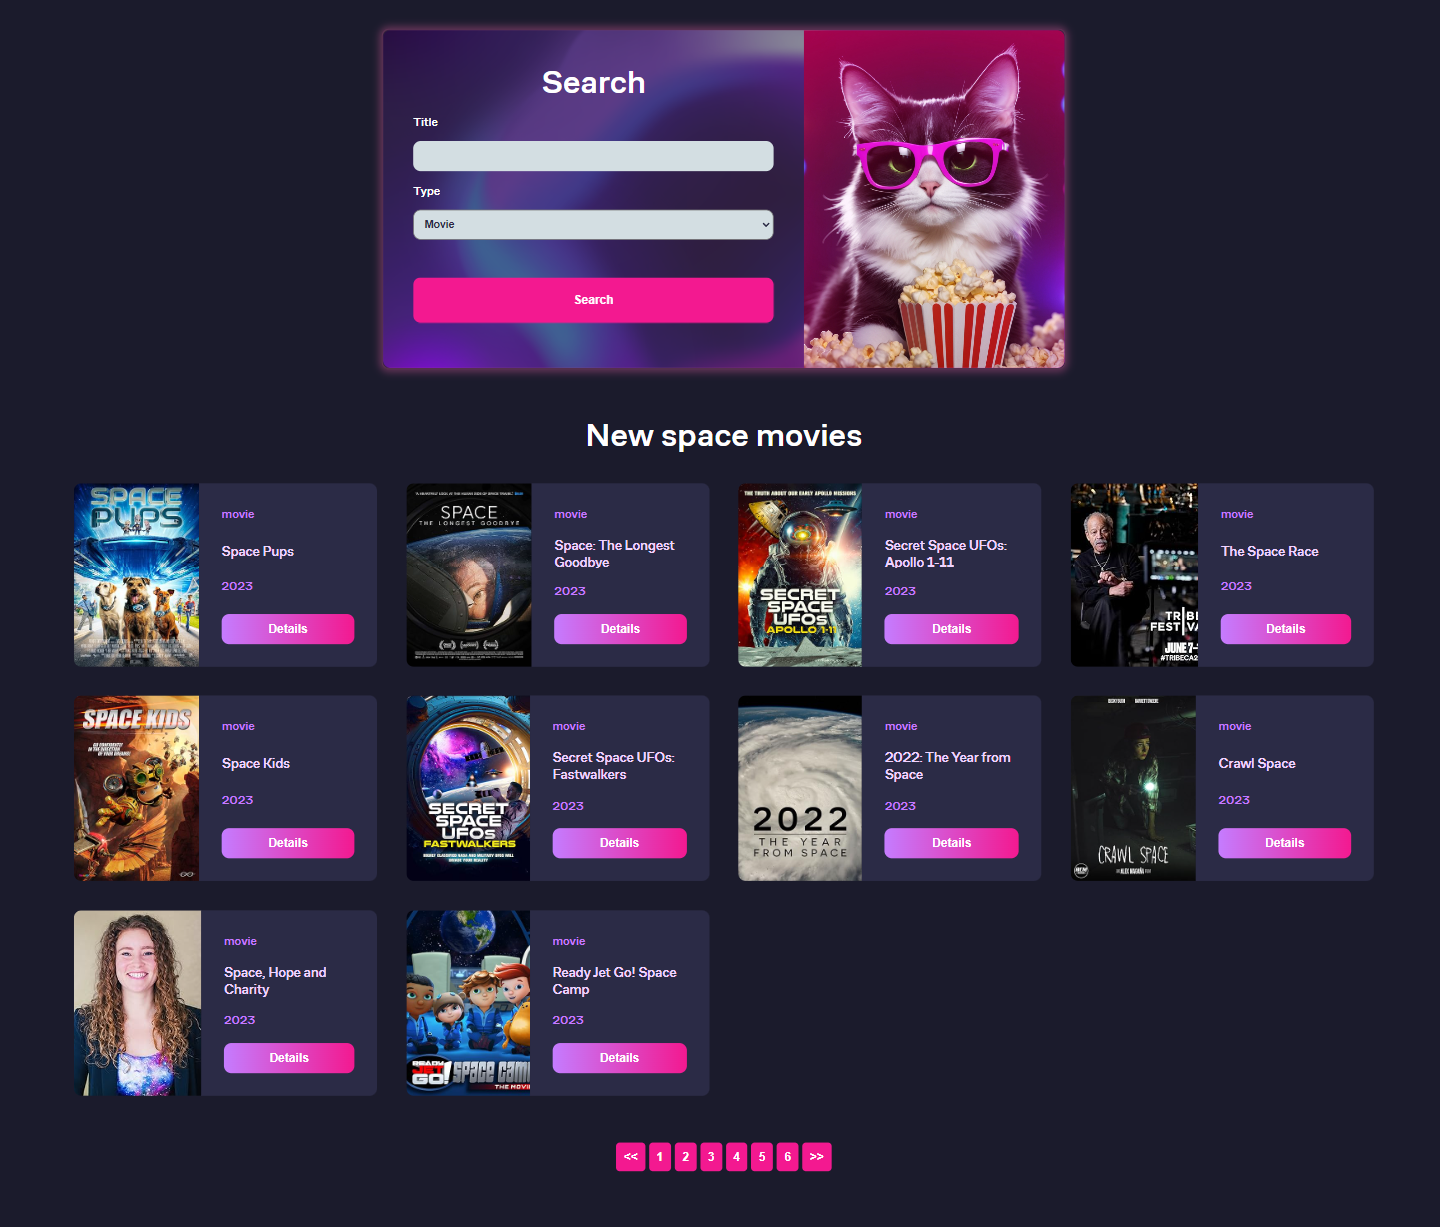 Search
Title
Type
Movie
Search
New space movies
SPACE
PUPS
movie
Space Pups
2023
Details
SPACE
THE LONGEST GOODBYE
movie
Space: The Longest
Goodbye
2023
Details
THE TRUTH ABOUT OUR EARLY APOLLO MISSIONS
SECRET
SPACE
UFOs
APOLLO 1-11
movie
Secret Space UFOs:
Apollo 1-11
2023
Details
TRIBE
FESTIVA
JUNE 7-
#TRIBECA2
movie
The Space Race
2023
Details
SPACE KIDS
movie
Space Kids
2023
Details
SECRET
SPACE
UFOs
FASTWALKERS
movie
Secret Space UFOs:
Fastwalkers
2023
Details
2022
THE YEAR
FROM SPACE
movie
2022: The Year from
Space
2023
Details
CRAWL SPACE
movie
Crawl Space
2023
Details
movie
Space, Hope and
Charity
2023
Details
READY
JET
GO!
SPACE CAM
THE MOVI
movie
Ready Jet Go! Space
Camp
2023
Details
<< 1 2 3 4 5 6 >>